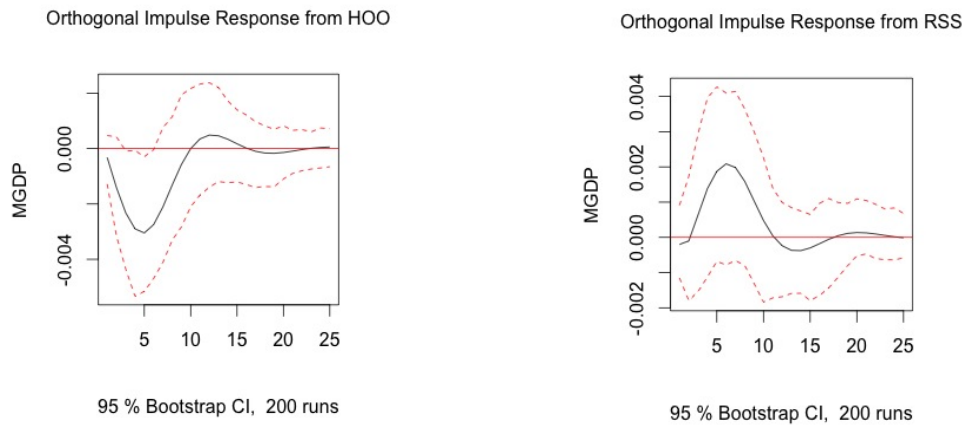 Orthogonal Impulse Response from HOO
MGDP
0.000
-0.004
5 10 15 20 25
95 % Bootstrap CI, 200 runs
Orthogonal Impulse Response from RSS
MGDP
0.004
0.002
0.000
-0.002
5 10 15 20 25
95 % Bootstrap CI, 200 runs